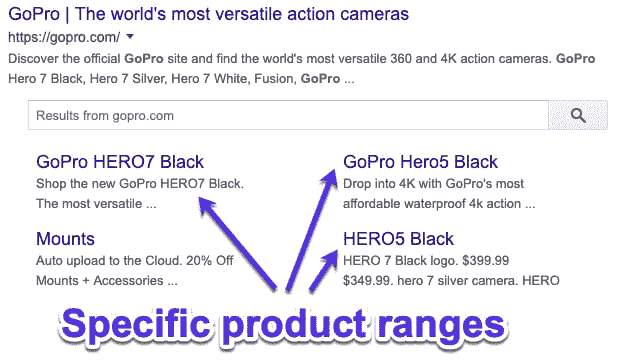 GoPro | The world's most versatile action cameras
https://gopro.com/
Discover the official GoPro site and find the world's most versatile 360 and 4K action cameras. GoPro
Hero 7 Black, Hero 7 Silver, Hero 7 White, Fusion, GoPro ...
Results from gopro.com
GoPro HERO7 Black
Shop the new GoPro HERO7 Black.
The most versatile ...
GoPro Hero5 Black
Drop into 4K with GoPro's most
affordable waterproof 4k action ...
Mounts
Auto upload to the Cloud. 20% Off
Mounts + Accessories ...
HERO5 Black
HERO 7 Black logo. $399.99
$349.99. hero 7 silver camera. HERO
Specific product ranges